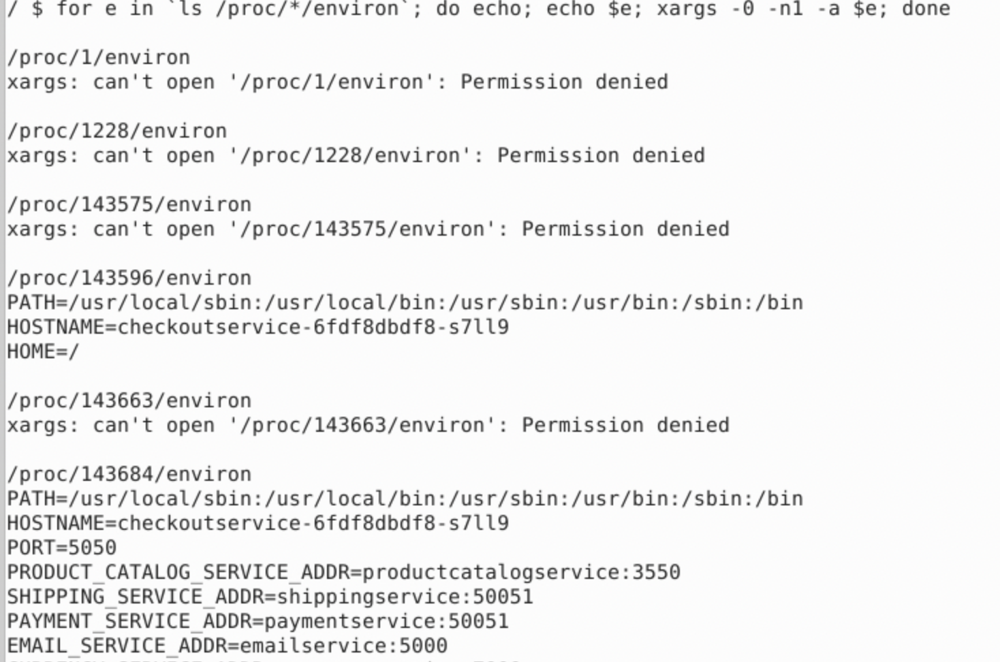 / $ for e in `ls /proc/*/environ`; do echo; echo $e; xargs -0 -n1 -a $e; done
/proc/1/environ
xargs: can't open '/proc/1/environ': Permission denied
/proc/1228/environ
xargs: can't open '/proc/1228/environ': Permission denied
/proc/143575/environ
xargs: can't open '/proc/143575/environ': Permission denied
/proc/143596/environ
PATH=/usr/local/sbin:/usr/local/bin:/usr/sbin:/usr/bin:/sbin:/bin
HOSTNAME=checkoutservice-6fdf8dbdf8-s7ll9
HOME=/
/proc/143663/environ
xargs: can't open '/proc/143663/environ': Permission denied
/proc/143684/environ
PATH=/usr/local/sbin:/usr/local/bin:/usr/sbin:/usr/bin:/sbin:/bin
HOSTNAME=checkoutservice-6fdf8dbdf8-s7ll9
PORT=5050
PRODUCT_CATALOG_SERVICE_ADDR=productcatalogservice:3550
SHIPPING_SERVICE_ADDR=shippingservice:50051
PAYMENT_SERVICE_ADDR=paymentservice:50051
EMAIL_SERVICE_ADDR=emailservice:5000